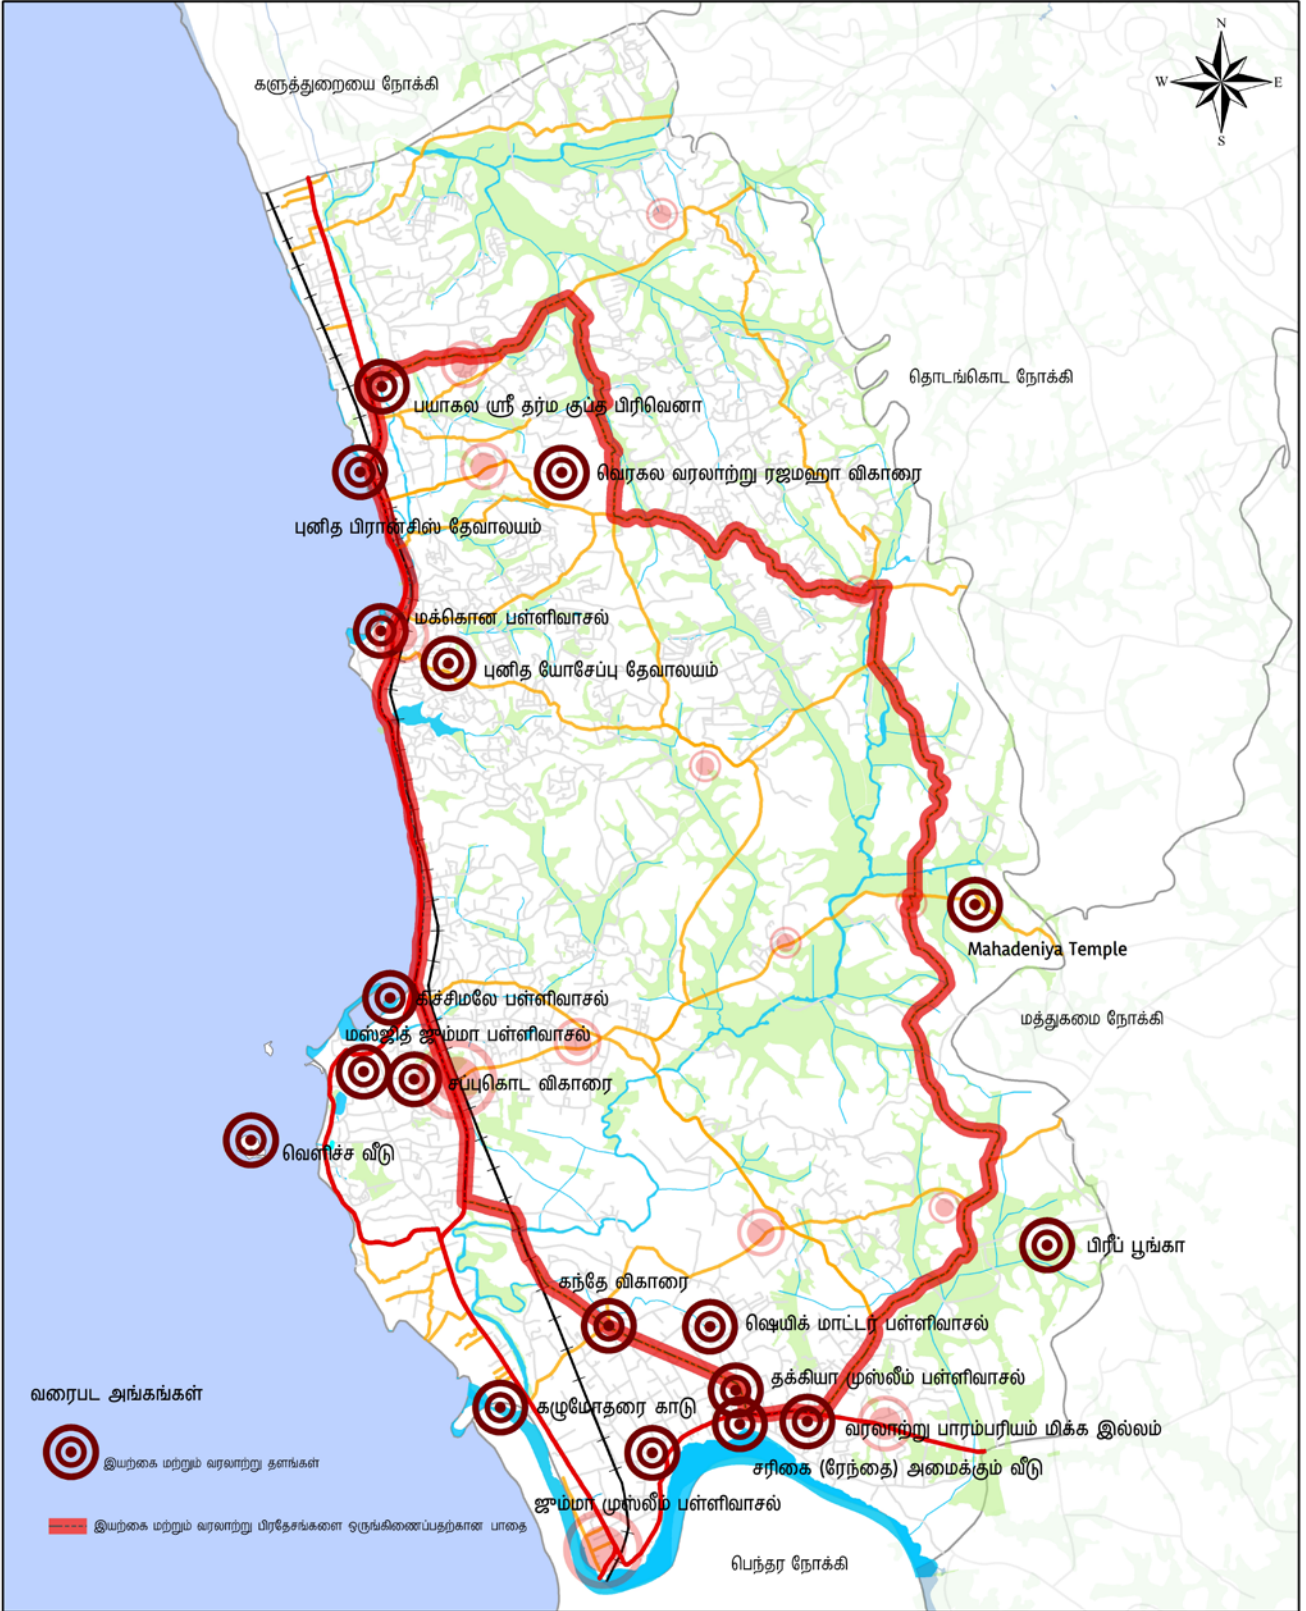 N
W
E
S
களுத்துறையை நோக்கி
தொடங்கொட நோக்கி
பயாகல ஸ்ரீ தர்ம குப்த பிரிவெனா
வெரகல வரலாற்று ரஜமஹா விகாரை
புனித பிரான்சிஸ் தேவாலயம்
மக்கொன பள்ளிவாசல்
புனித யோசேப்பு தேவாலயம்
Mahadeniya Temple
கிச்சிமலே பள்ளிவாசல்
மத்துகமை நோக்கி
மஸ்ஜித் ஜும்மா பள்ளிவாசல்
சப்புகொட விகாரை
வெளிச்ச வீடு
பிரீப் பூங்கா
கந்தே விகாரை
ஷெயிக் மாட்டர் பள்ளிவாசல்
தக்கியா முஸ்லீம் பள்ளிவாசல்
வரைபட அங்கங்கள்
கழுமோதரை காடு
வரலாற்று பாரம்பரியம் மிக்க இல்லம்
இயற்கை மற்றும் வரலாற்று தளங்கள்
சரிகை (ரேந்தை) அமைக்கும் வீடு
ஜும்மா முஸ்லீம் பள்ளிவாசல்
இயற்கை மற்றும் வரலாற்று பிரதேசங்களை ஒருங்கிணைப்பதற்கான பாதை
பெந்தர நோக்கி